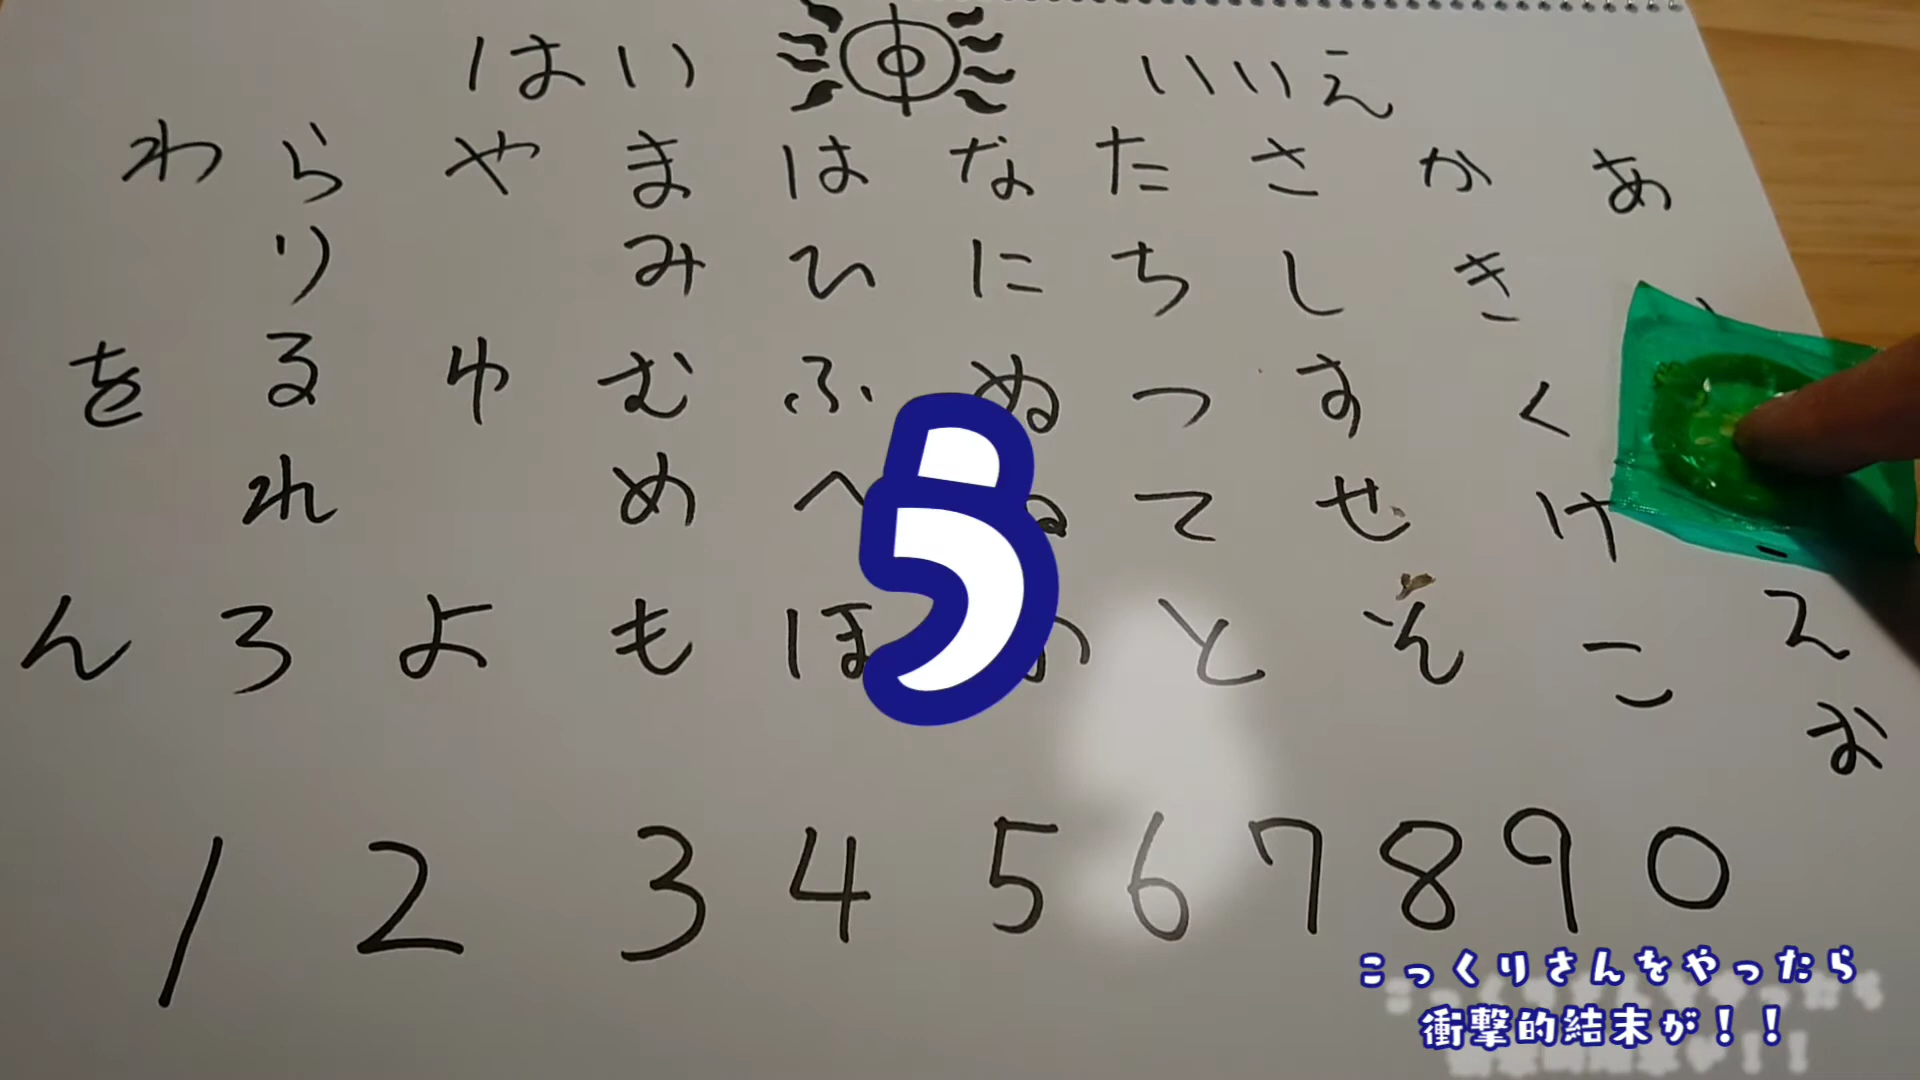 はい いいえ
わ ら や ま は な た さ か あ
り み ひ に ち し き
を る ゆ む ふ ぬ つ す く
う
れ め へ て せ け
ん ろ よ も ほ と そ こ え
お
1 2 3 4 5 6 7 8 9 0
こっくりさんをやったら
衝撃的結末が！！